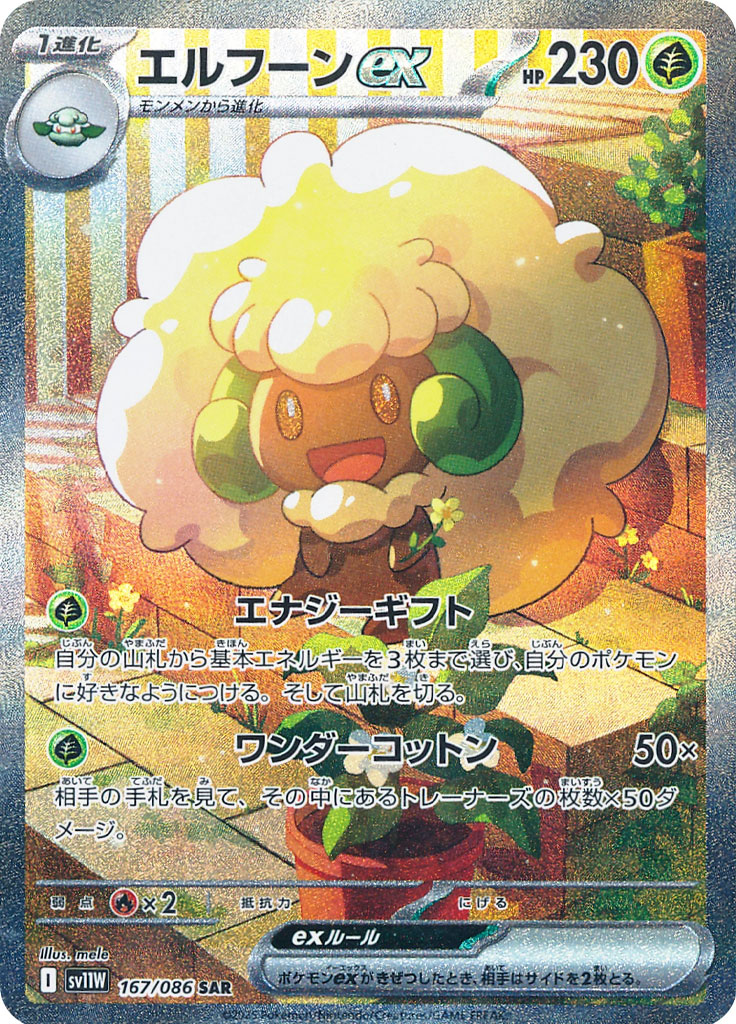 1進化
エルフーンex
HP 230
モンメンから進化
エナジーギフト
自分の山札から基本エネルギーを3枚まで選び、自分のポケモン
に好きなようにつける。そして山札を切る。
ワンダーコットン 50×
相手の手札を見て、その中にあるトレーナーズの枚数×50ダ
メージ。
弱点 ×2 抵抗力 にげる
exルール
ポケモンexがきぜつしたとき、相手はサイドを2枚とる。
Illus. mele
I sv11W 167/086 SAR
©2025 Pokémon/Nintendo/Creatures/GAME FREAK